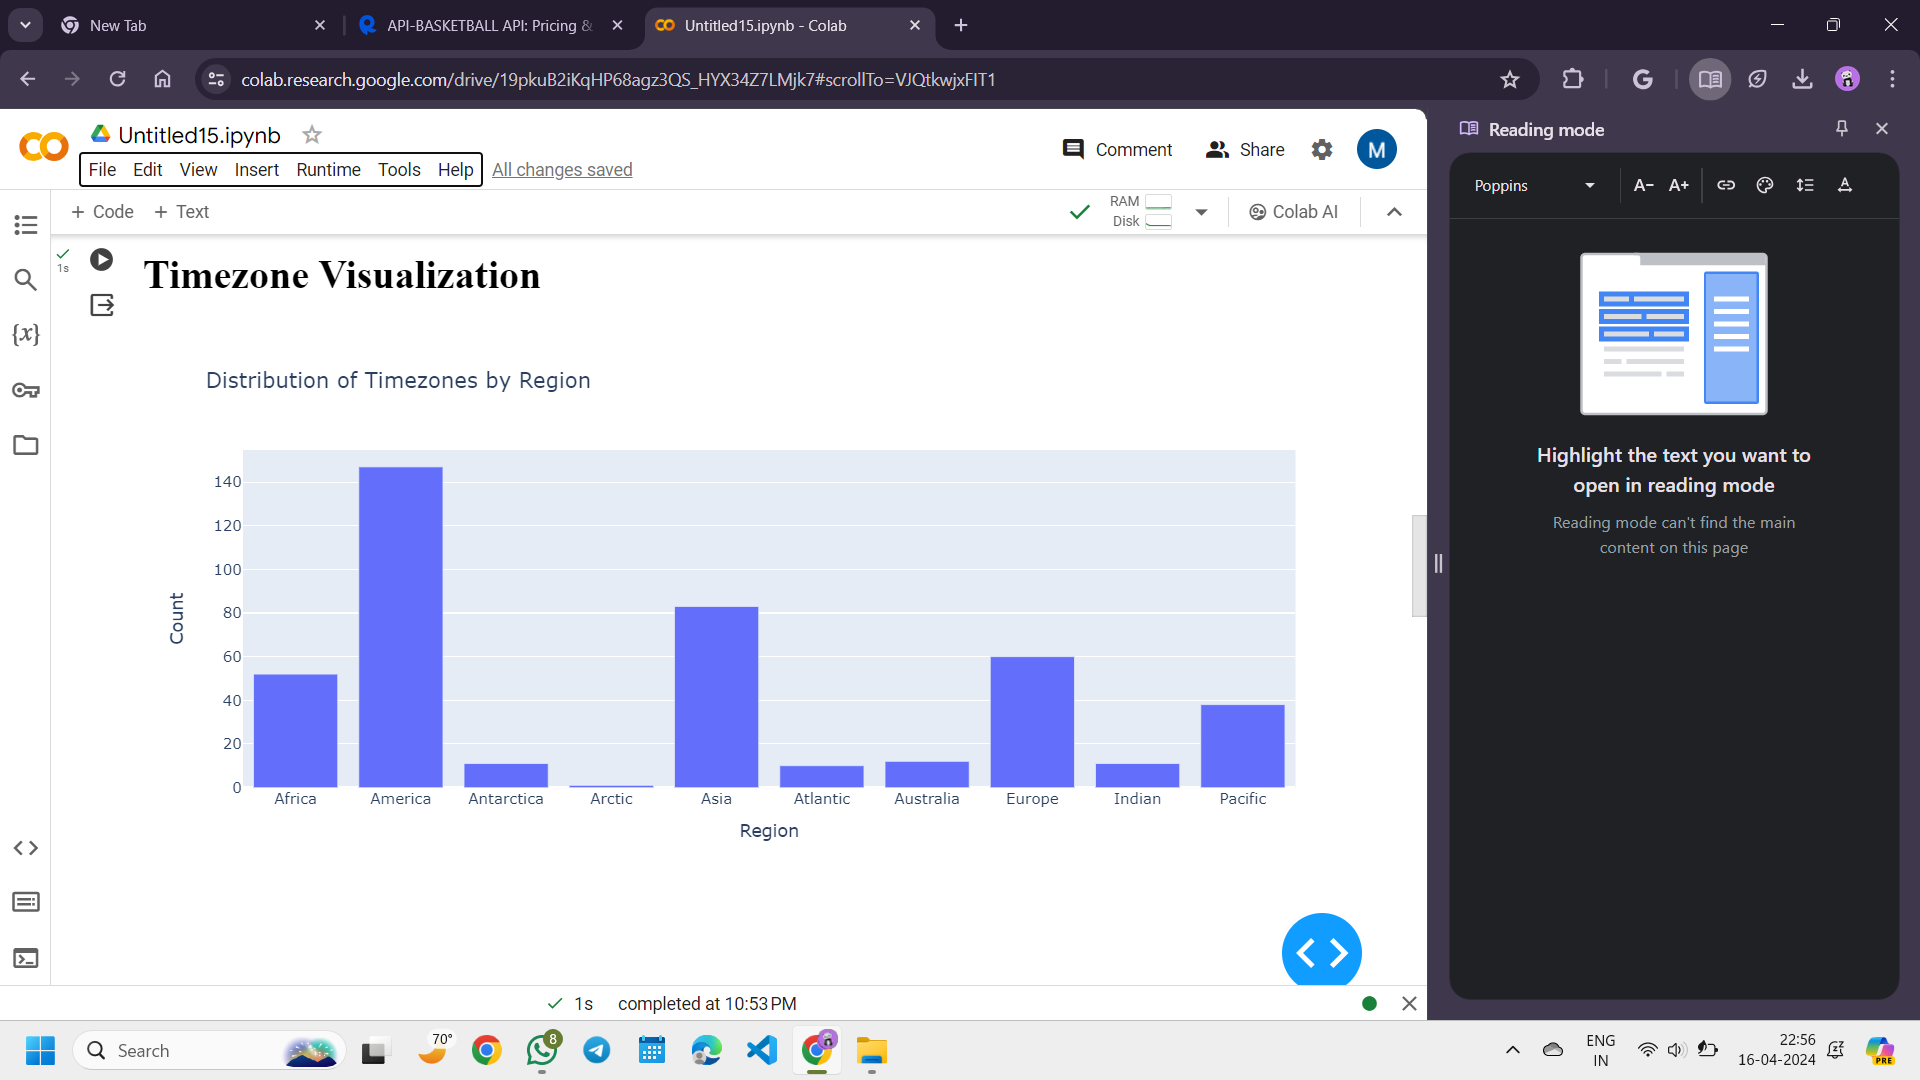 New Tab
API-BASKETBALL API: Pricing &
Untitled15.ipynb - Colab
colab.research.google.com/drive/19pkuB2iKqHP68agz3QS_HYX34Z7LMjk7#scrollTo=VJQtkwjxFIT1
Untitled15.ipynb
File Edit View Insert Runtime Tools Help All changes saved
Comment
Share
M
+ Code + Text
RAM
Disk
Colab AI
1s
Timezone Visualization
Distribution of Timezones by Region
140
120
100
80
60
40
20
0
Count
Africa America Antarctica Arctic Asia Atlantic Australia Europe Indian Pacific
Region
1s completed at 10:53 PM
Reading mode
Poppins
A- A+
Highlight the text you want to
open in reading mode
Reading mode can't find the main
content on this page
Search
70°
8
ENG
IN
22:56
16-04-2024
PRE